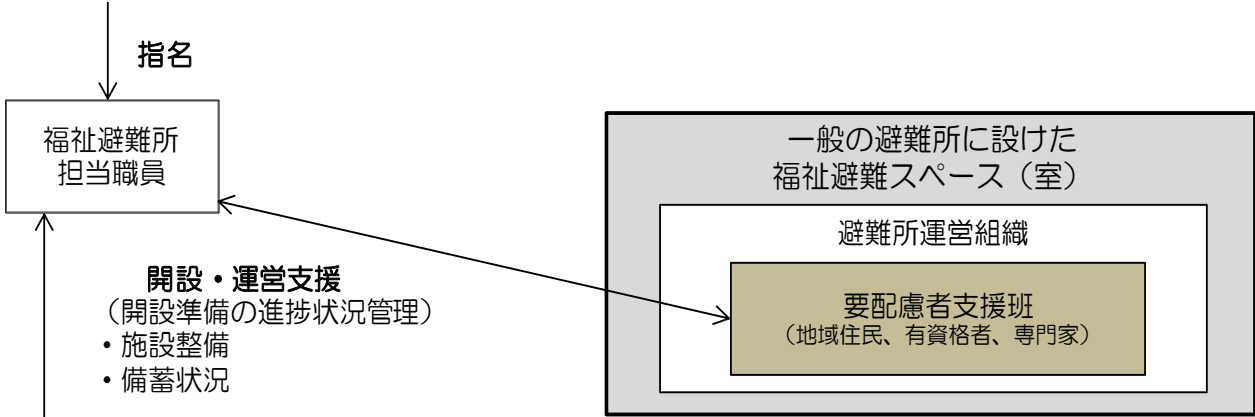 指名
福祉避難所
担当職員
一般の避難所に設けた
福祉避難スペース（室）
避難所運営組織
要配慮者支援班
（地域住民、有資格者、専門家）
開設・運営支援
（開設準備の進捗状況管理）
・施設整備
・備蓄状況